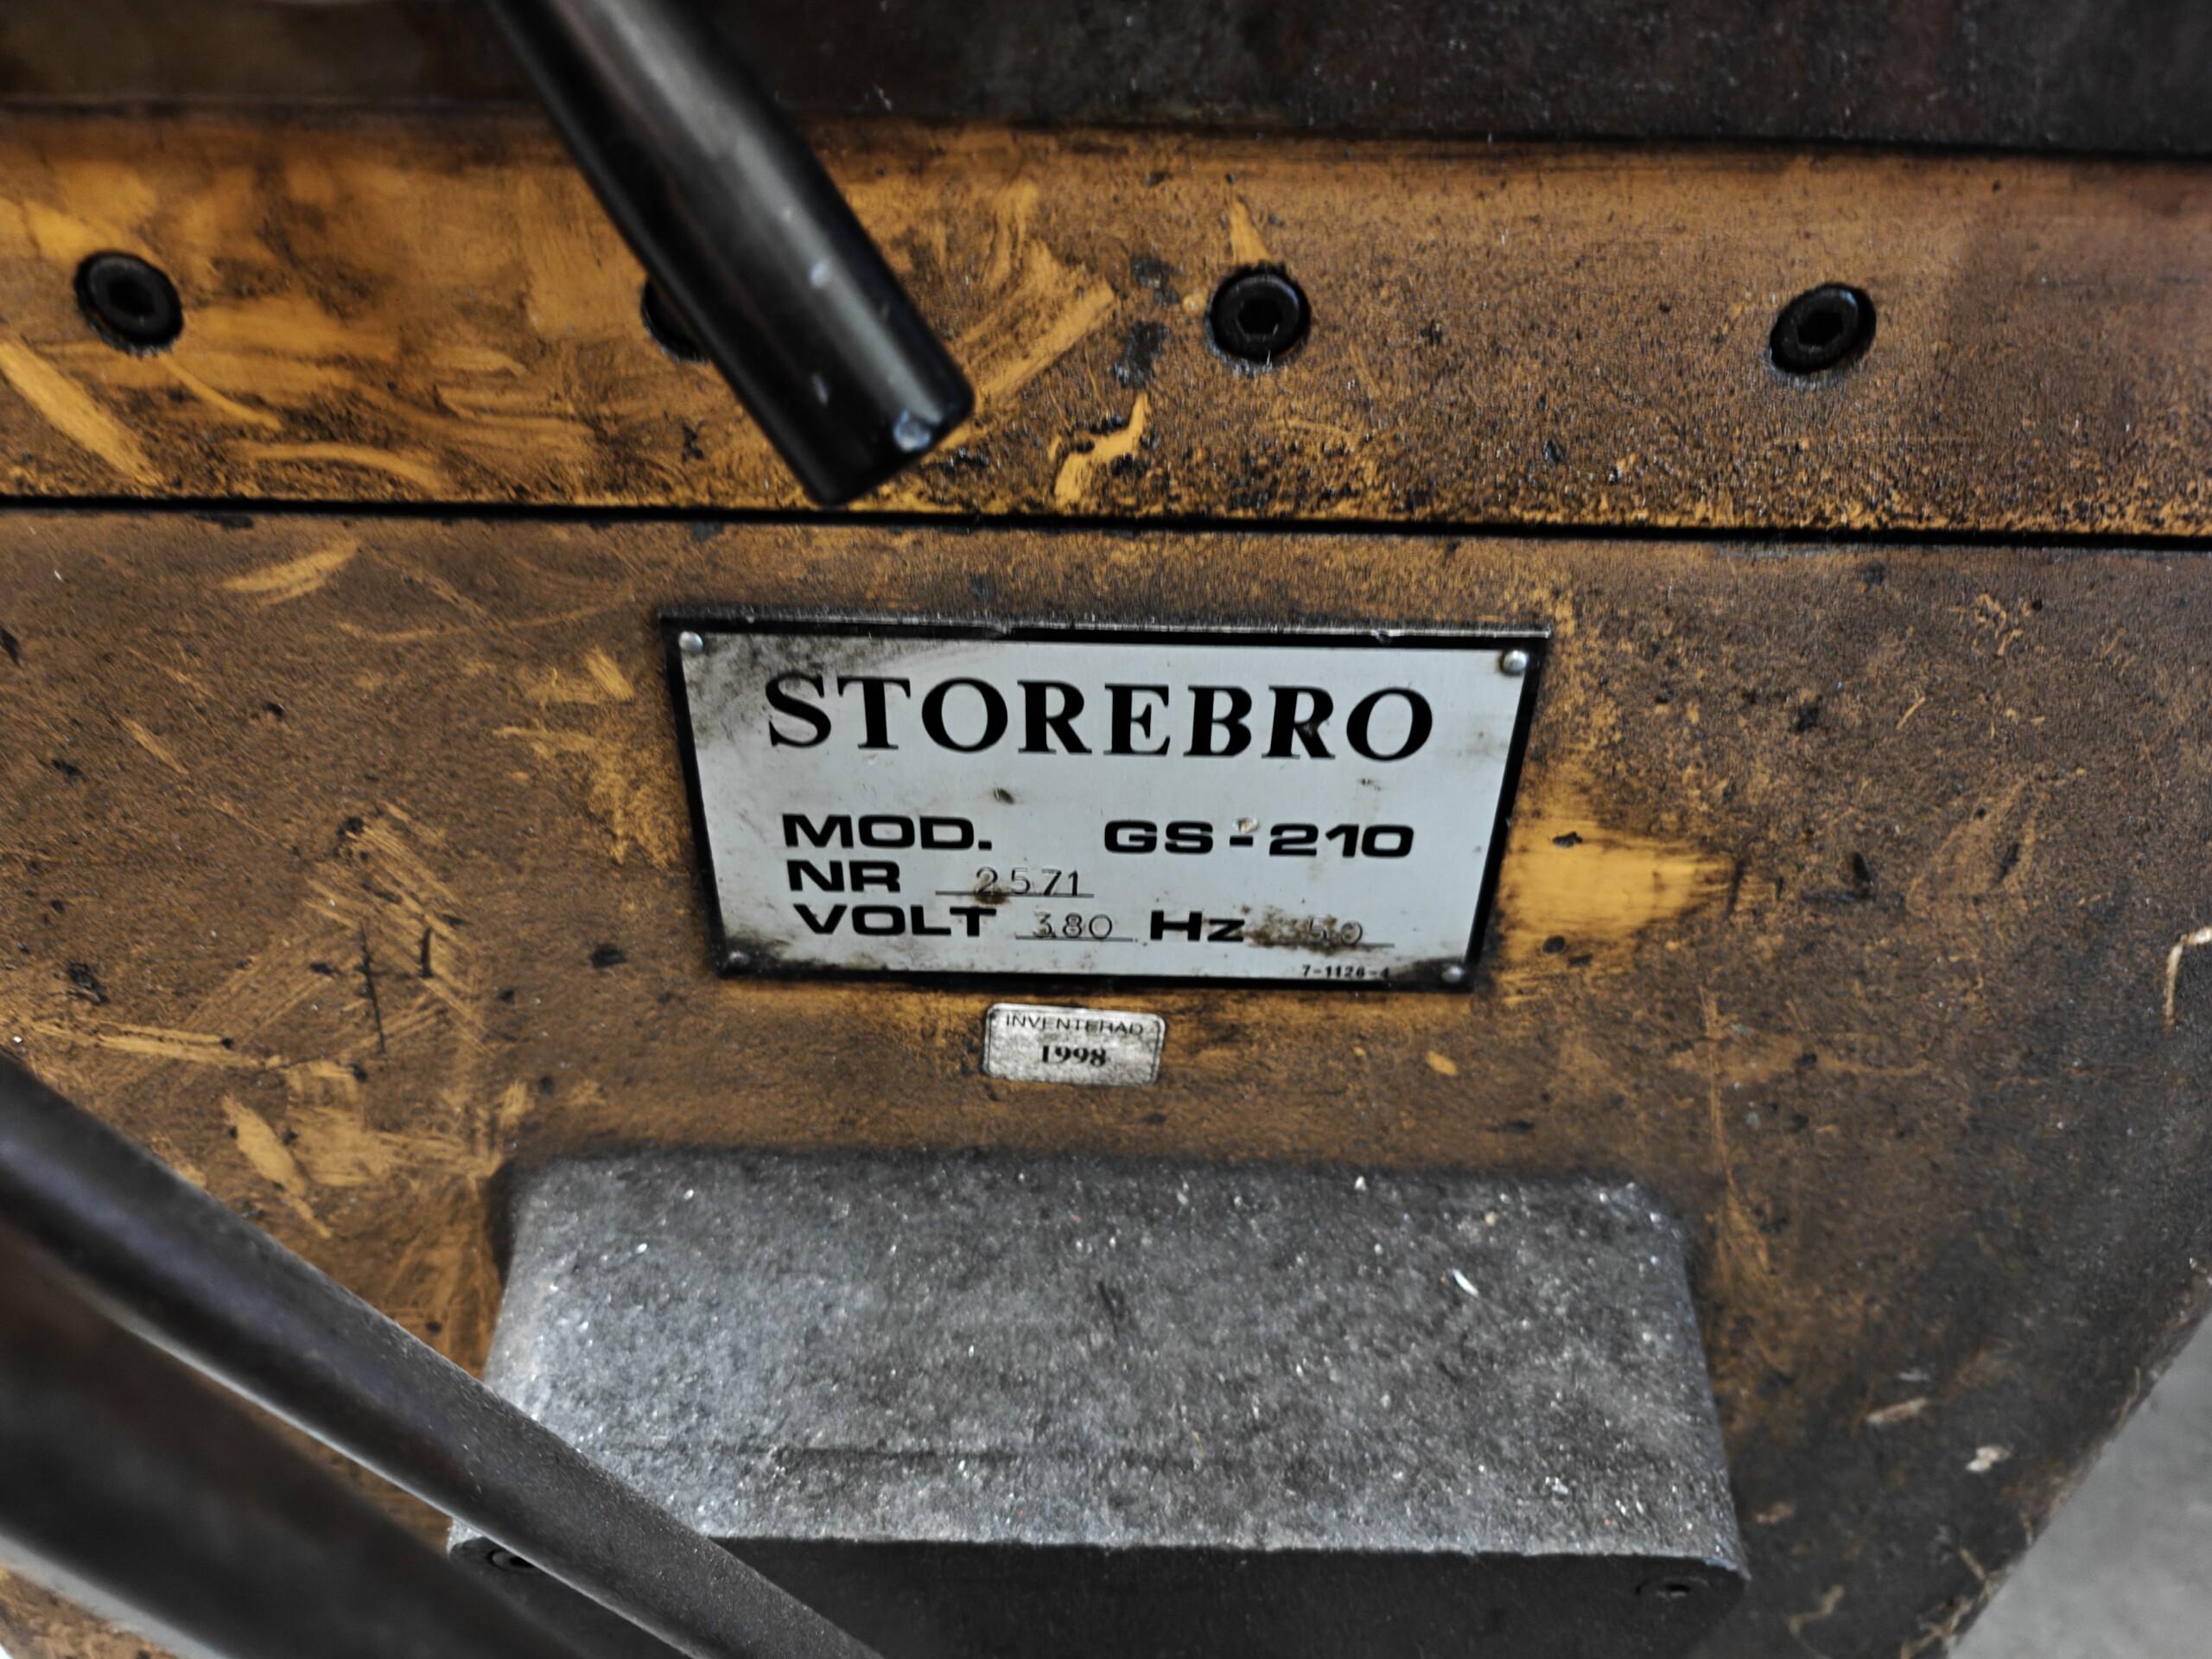 STOREBRO
MOD. GS-210
NR 2571
VOLT 380 Hz 50
7-1126-4
INVENTERAD
1998